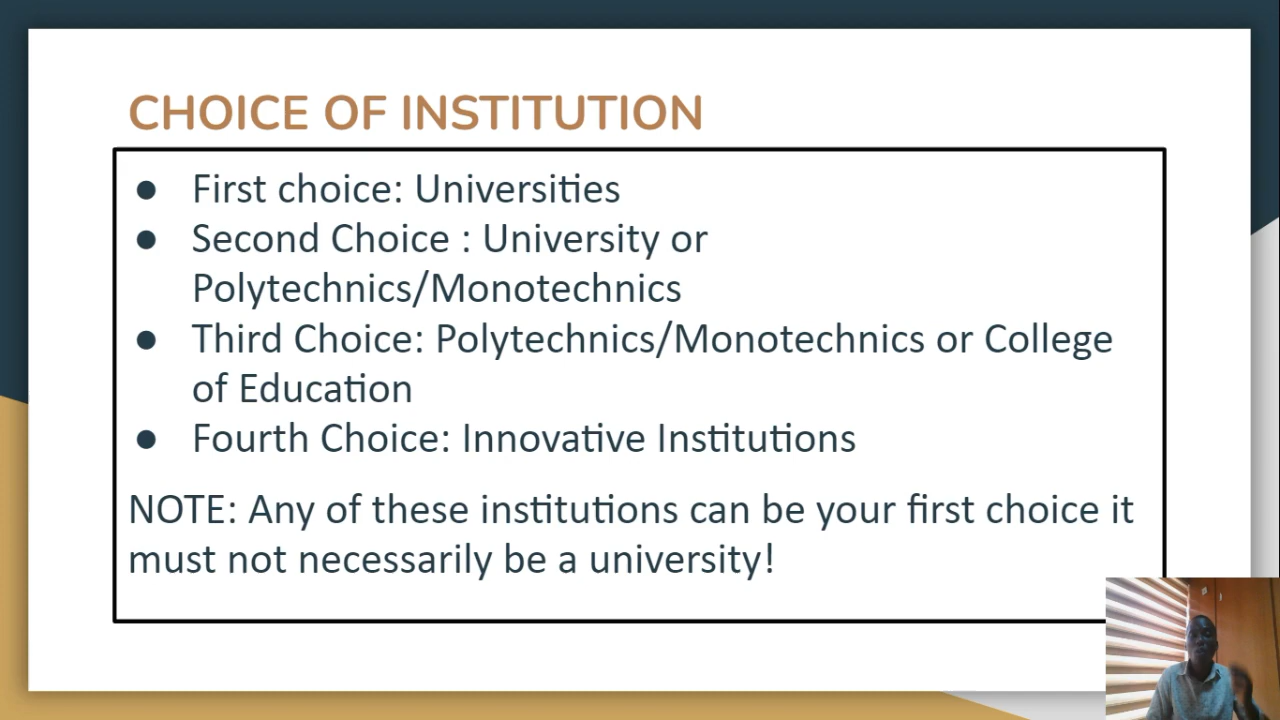 CHOICE OF INSTITUTION
● First choice: Universities
● Second Choice : University or
Polytechnics/Monotechnics
● Third Choice: Polytechnics/Monotechnics or College
of Education
● Fourth Choice: Innovative Institutions
NOTE: Any of these institutions can be your first choice it
must not necessarily be a university!